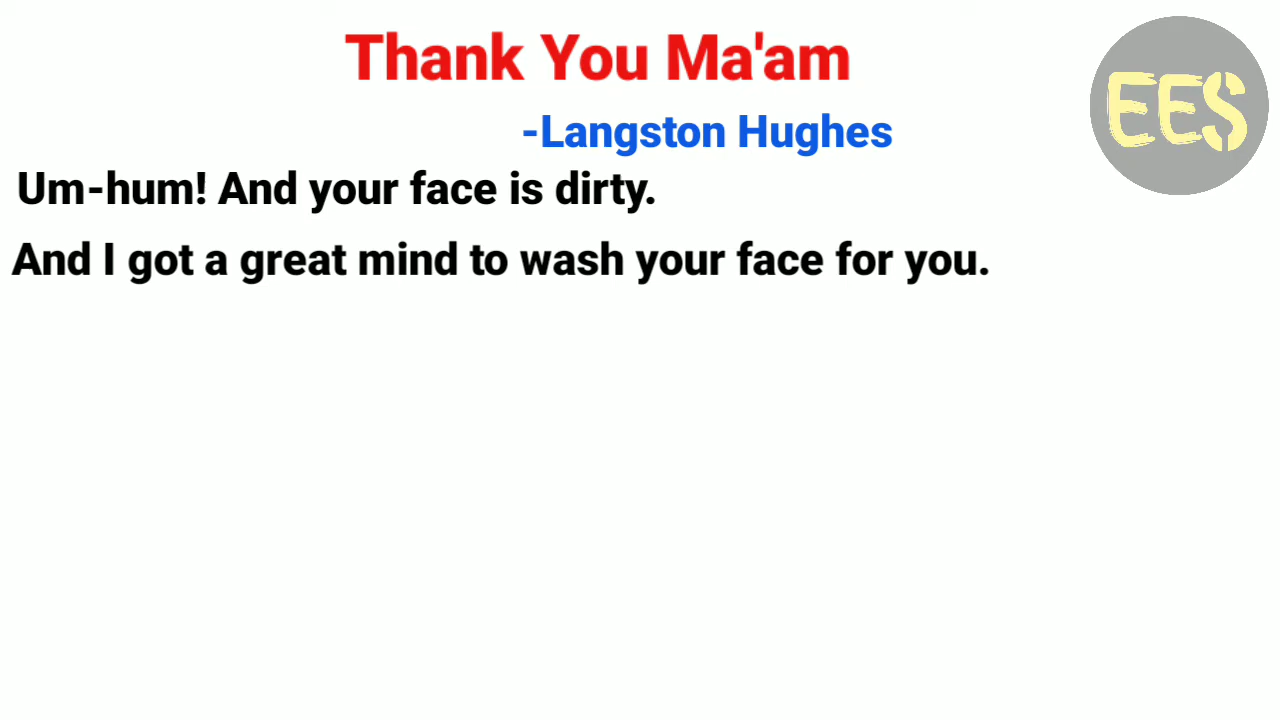 Thank You Ma'am
-Langston Hughes
EES
Um-hum! And your face is dirty.
And I got a great mind to wash your face for you.